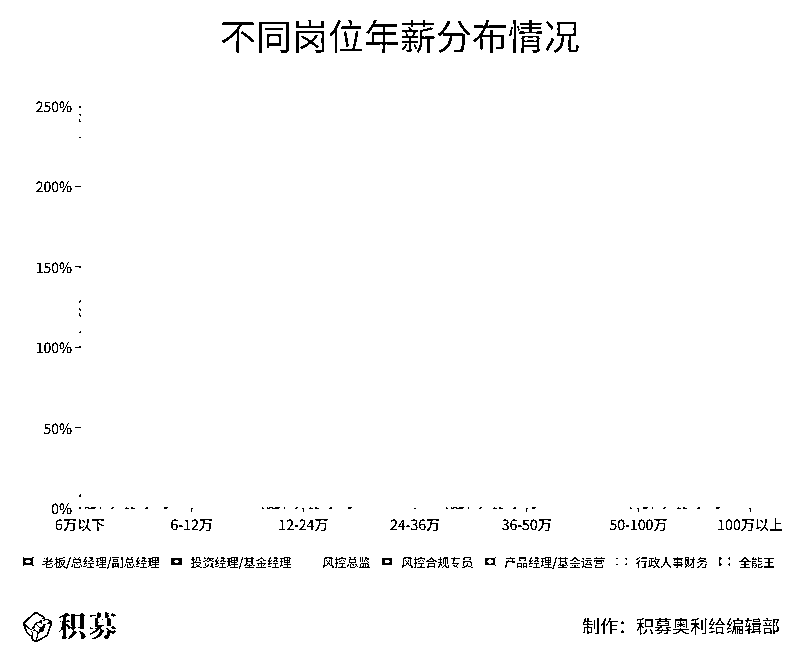 不同岗位年薪分布情况
250%
200%
150%
100%
50%
0%
6万以下 6-12万 12-24万 24-36万 36-50万 50-100万 100万以上
老板/总经理/副总经理 投资经理/基金经理 风控总监 风控合规专员 产品经理/基金运营 行政人事财务 全能王
积募 制作：积募奥利给编辑部